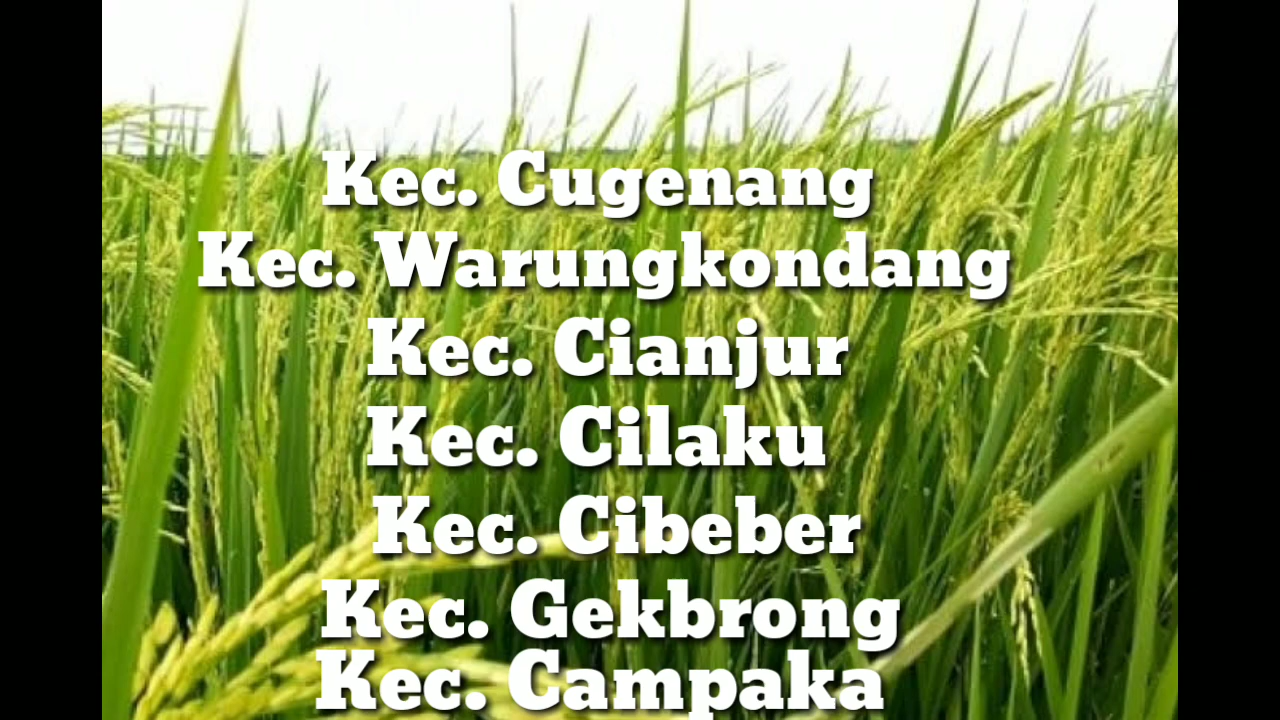 Kec. Cugenang
Kec. Warungkondang
Kec. Cianjur
Kec. Cilaku
Kec. Cibeber
Kec. Gekbrong
Kec. Campaka